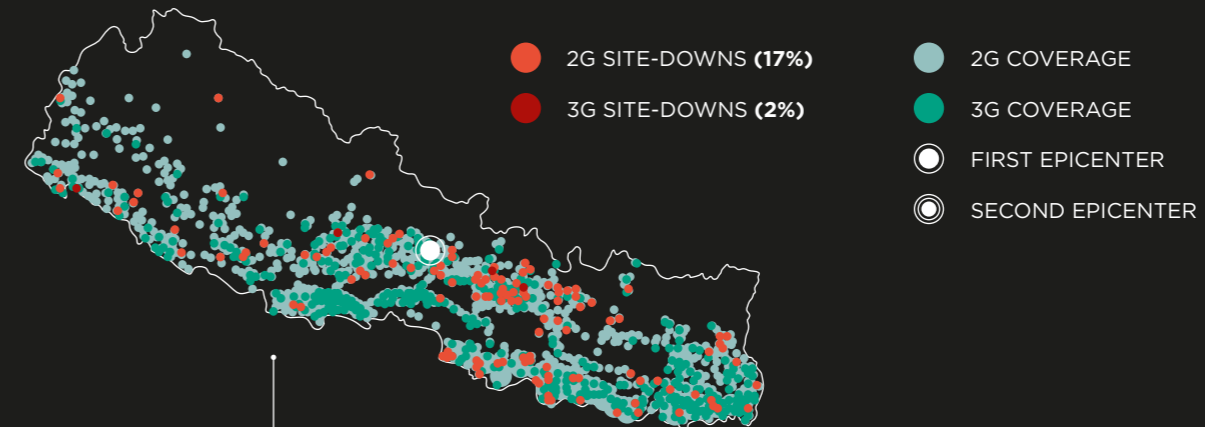 2G SITE-DOWNS (17%)
3G SITE-DOWNS (2%)
2G COVERAGE
3G COVERAGE
FIRST EPICENTER
SECOND EPICENTER